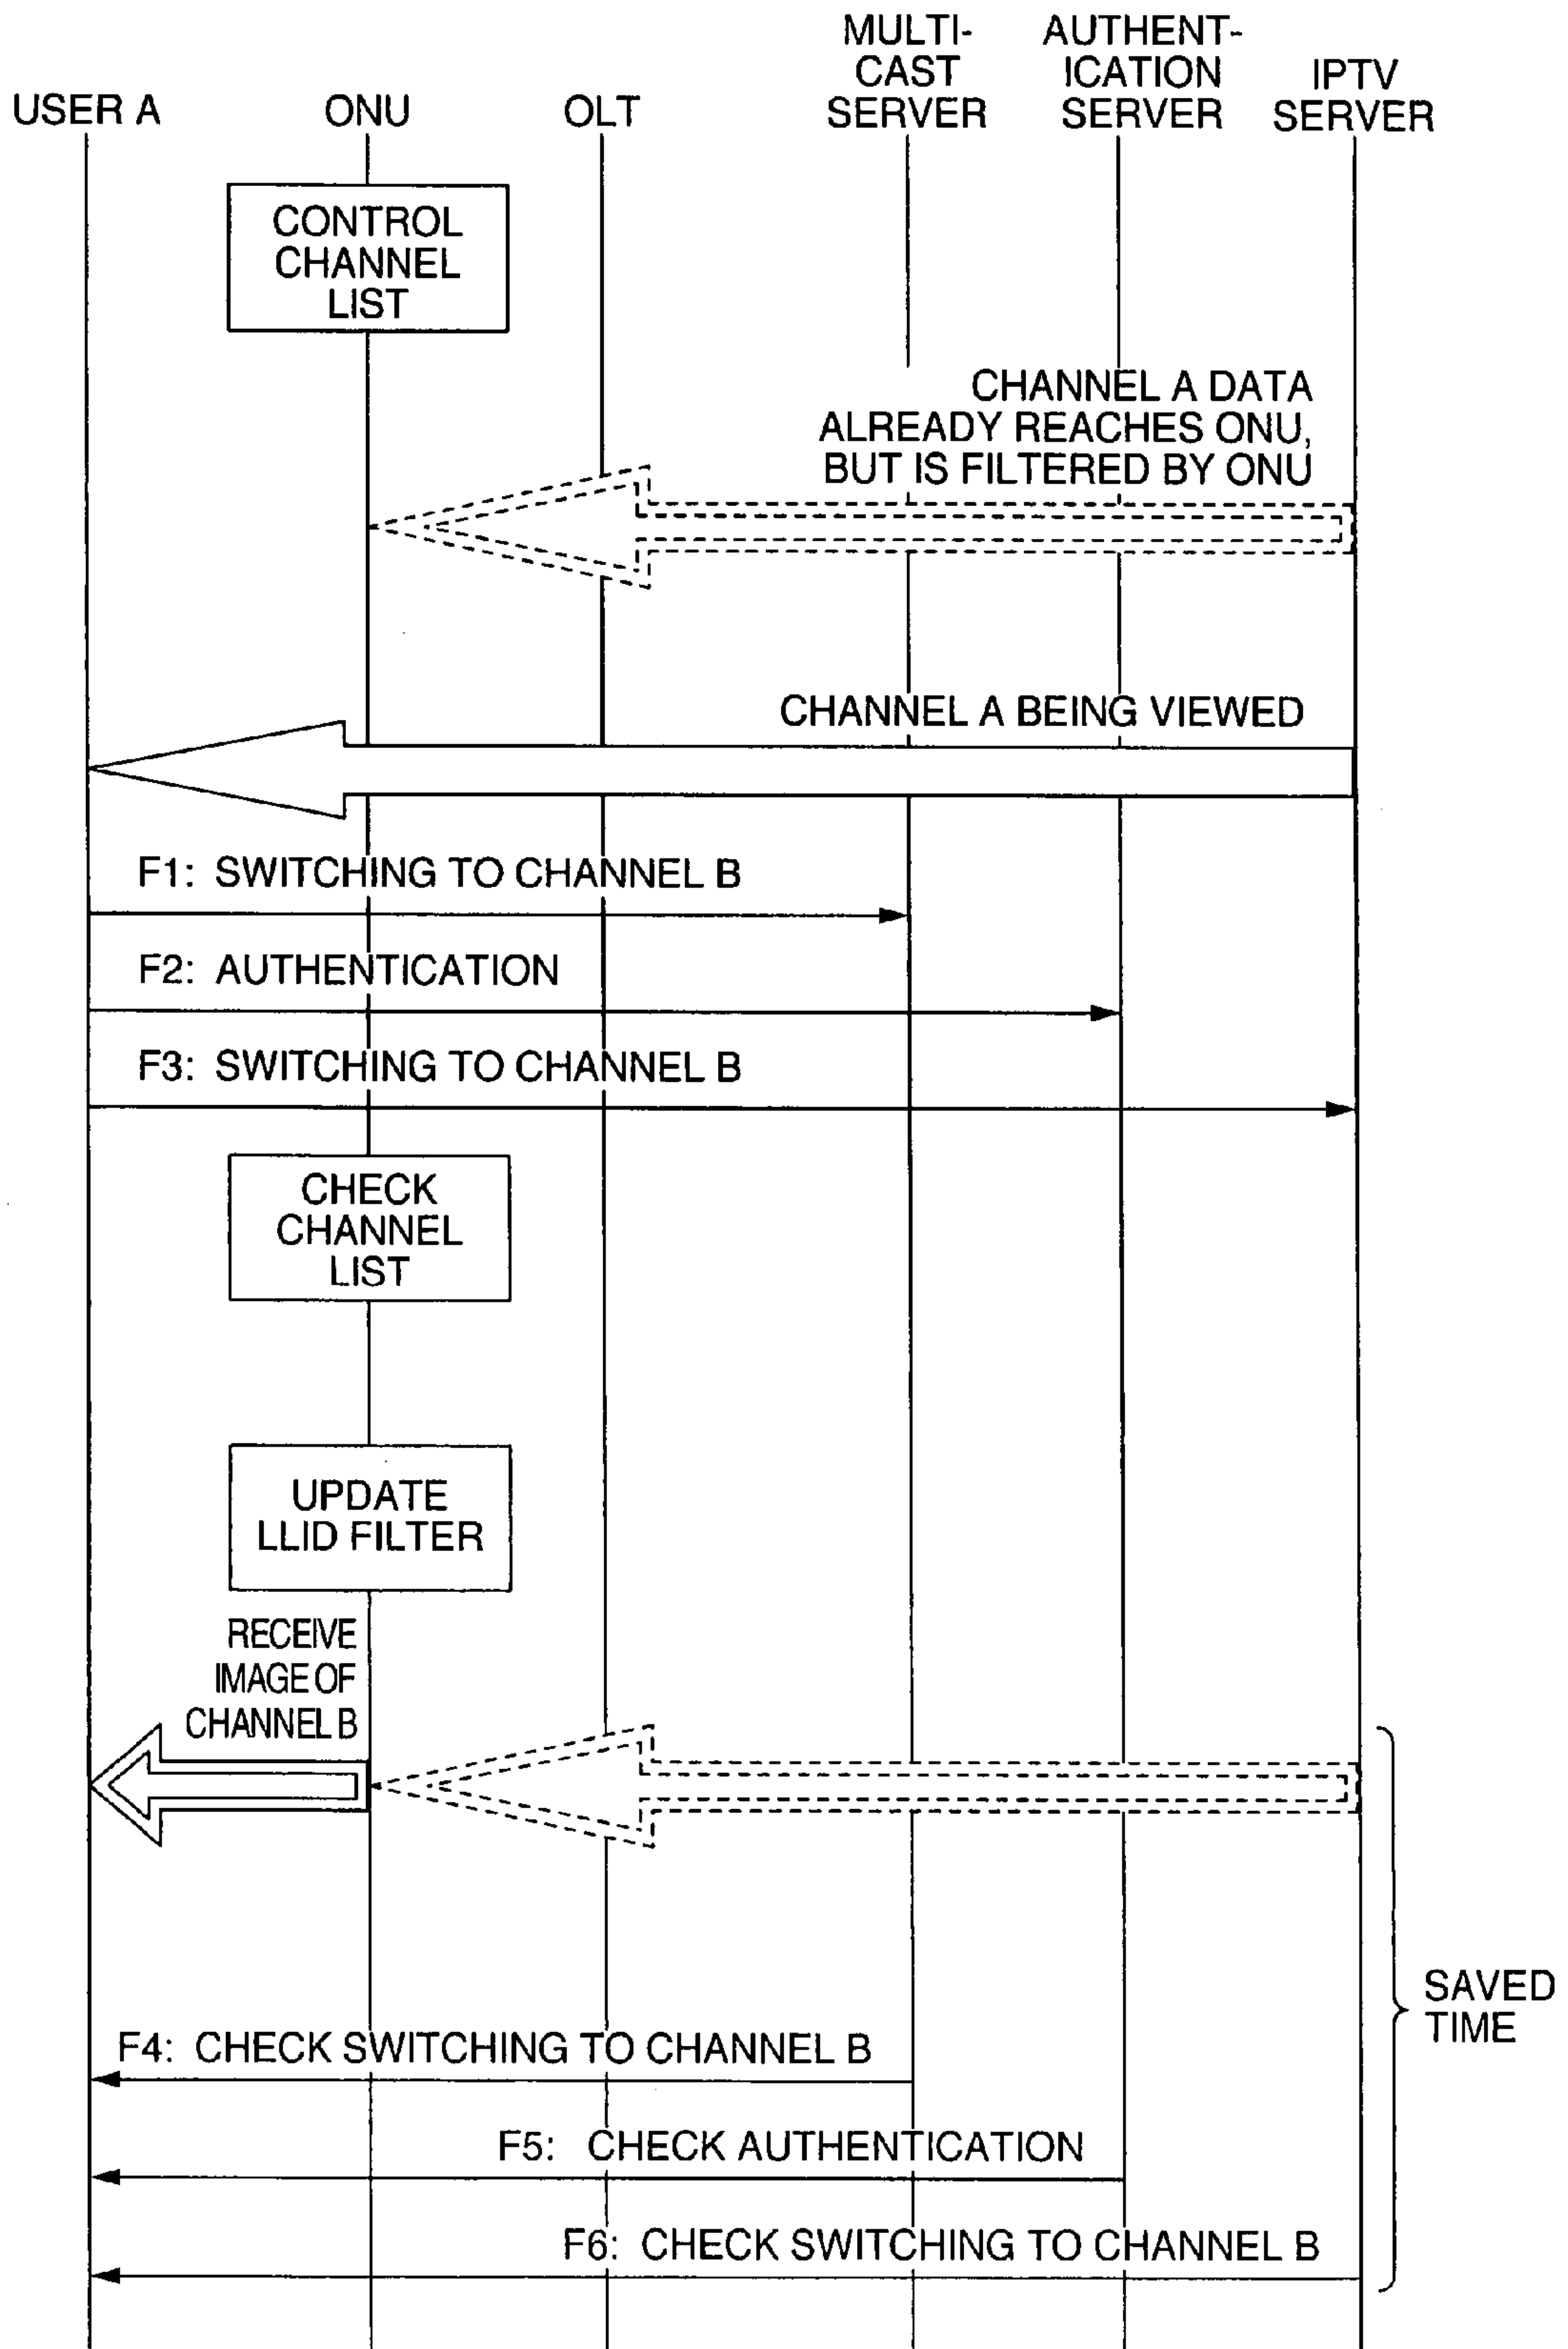 USER A
ONU
OLT
MULTI-
CAST
SERVER
AUTHENT-
ICATION
SERVER
IPTV
SERVER
CONTROL
CHANNEL
LIST
CHANNEL A DATA
ALREADY REACHES ONU,
BUT IS FILTERED BY ONU
CHANNEL A BEING VIEWED
F1: SWITCHING TO CHANNEL B
F2: AUTHENTICATION
F3: SWITCHING TO CHANNEL B
CHECK
CHANNEL
LIST
UPDATE
LLID FILTER
RECEIVE
IMAGE OF
CHANNEL B
SAVED
TIME
F4: CHECK SWITCHING TO CHANNEL B
F5: CHECK AUTHENTICATION
F6: CHECK SWITCHING TO CHANNEL B